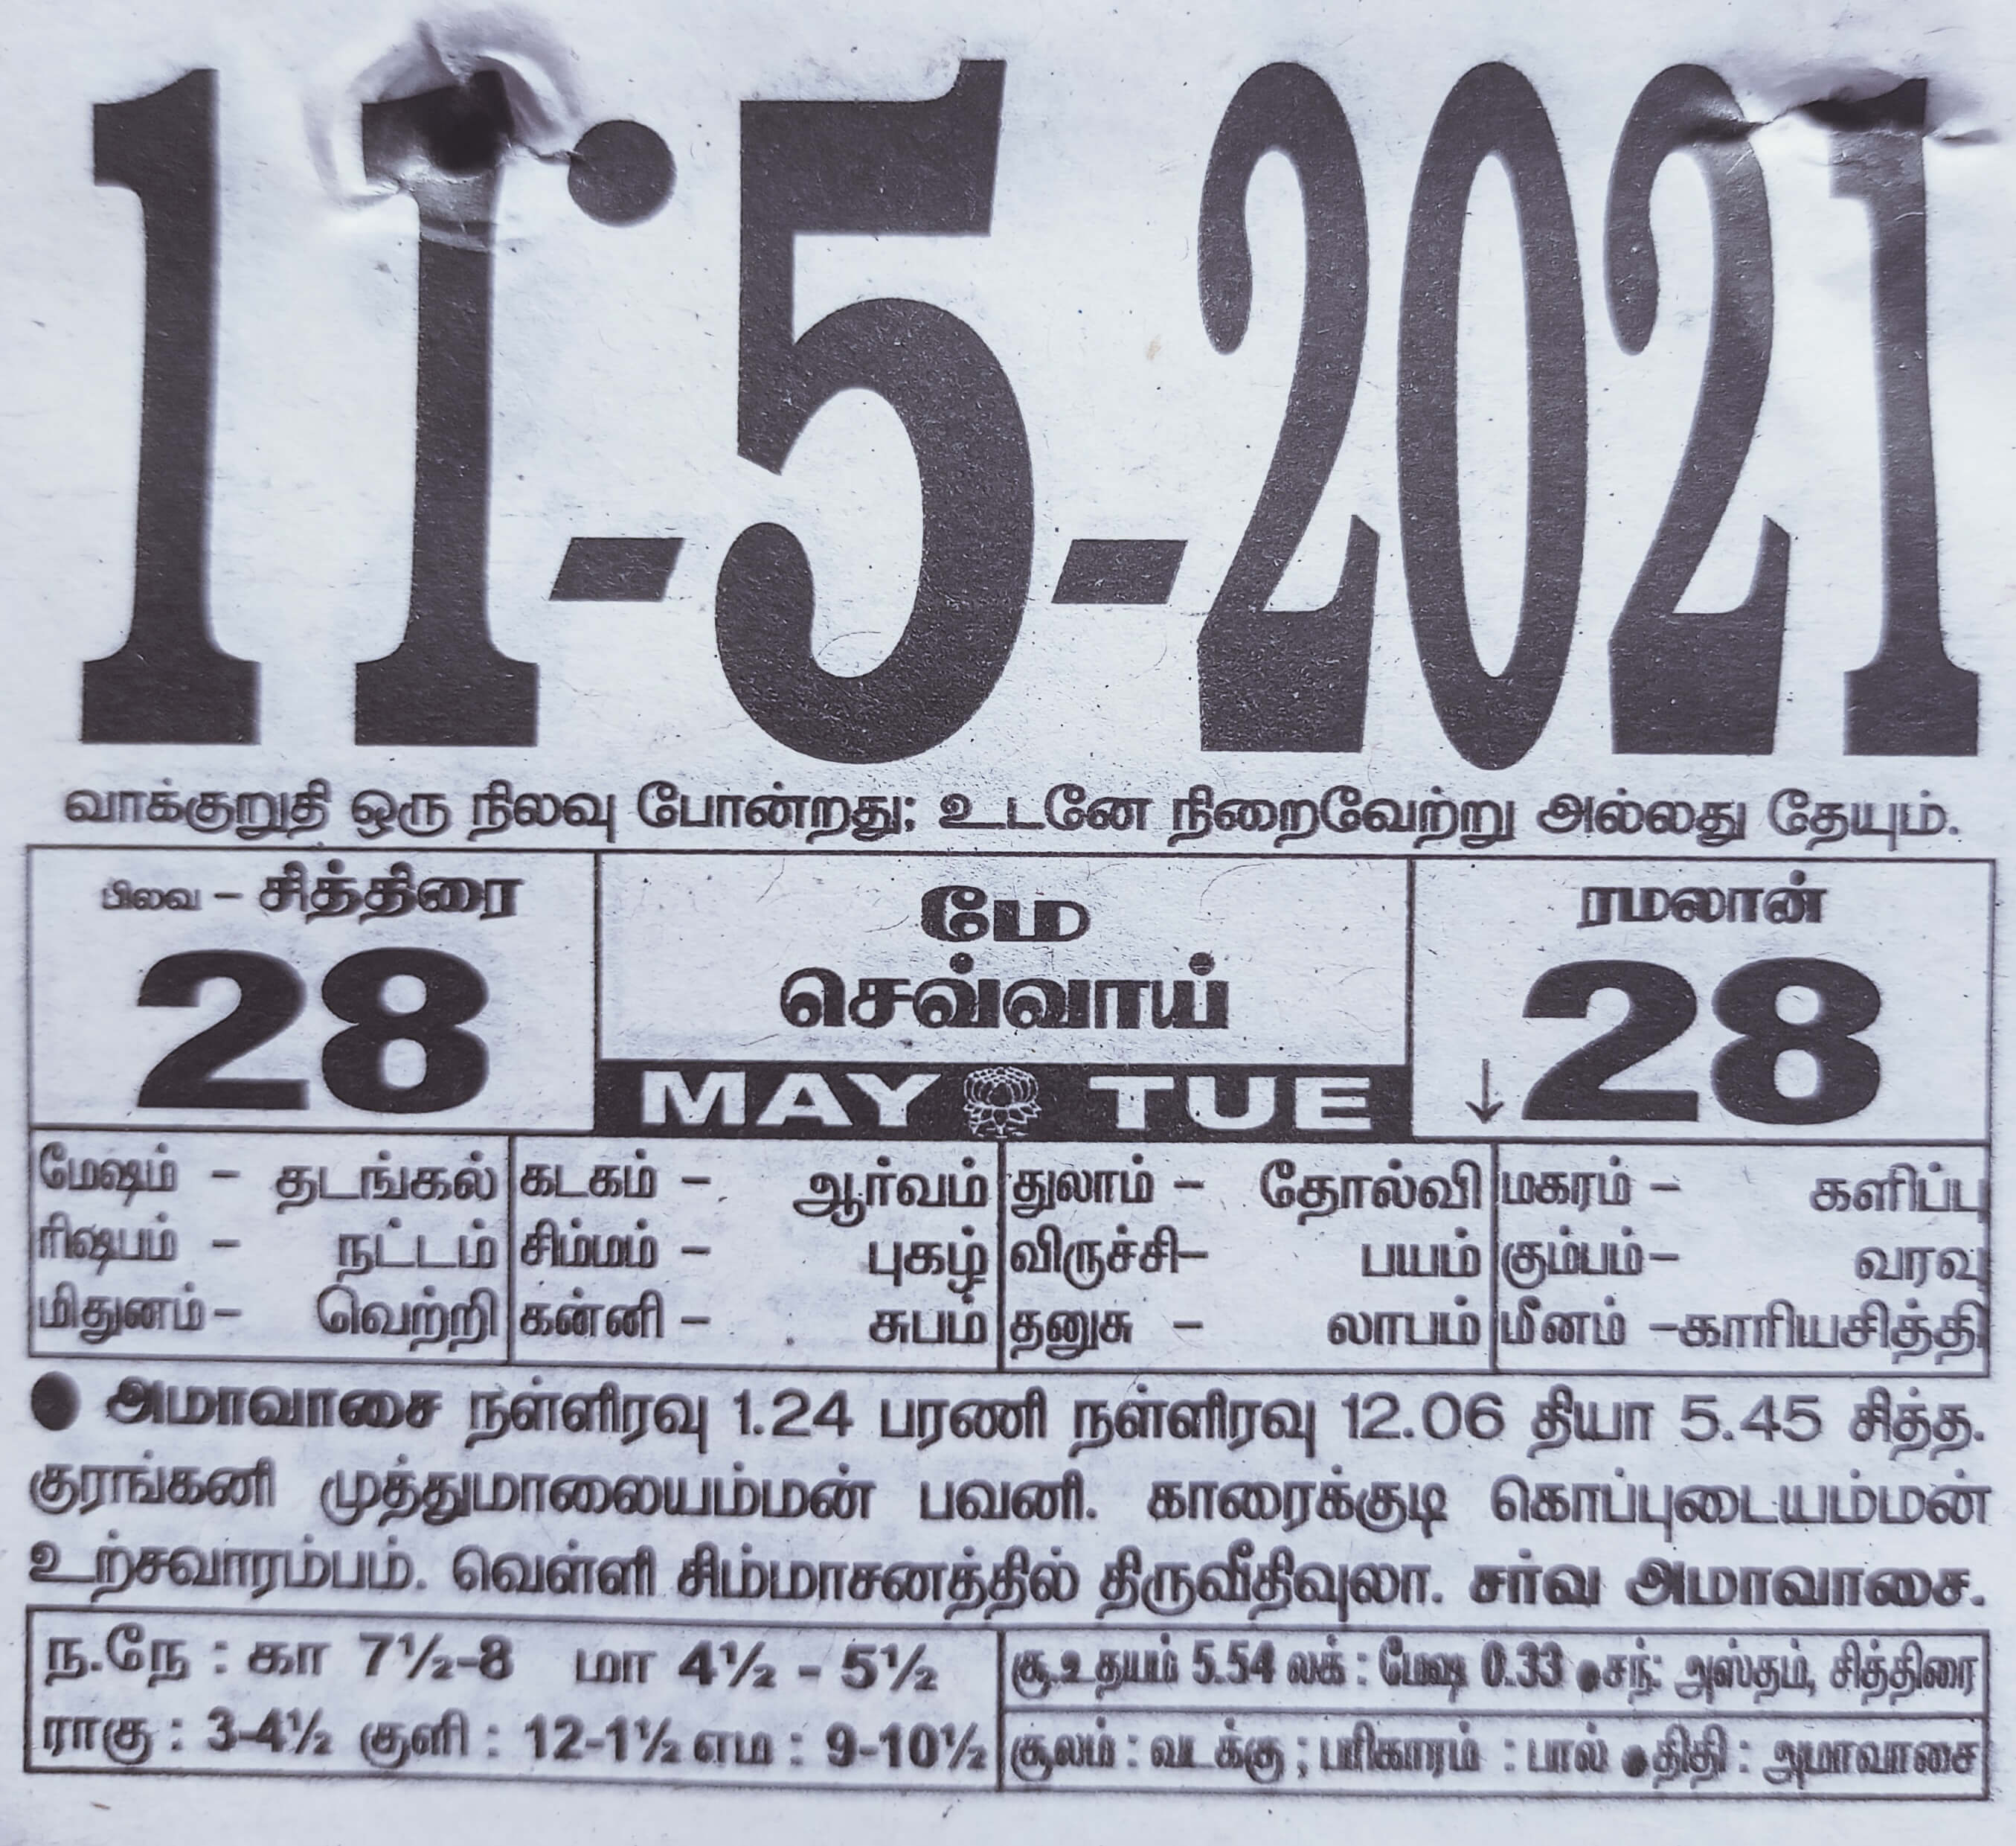 11-5-2021
வாக்குறுதி ஒரு நிலவு போன்றது; உடனே நிறைவேற்று அல்லது தேயும்.
பிலவ - சித்திரை
28
மே
செவ்வாய்
MAY TUE
ரமலான்
↓28
மேஷம் - தடங்கல்
ரிஷபம் - நட்டம்
மிதுனம் - வெற்றி
கடகம் - ஆர்வம்
சிம்மம் - புகழ்
கன்னி - சுபம்
துலாம் - தோல்வி
விருச்சி- பயம்
தனுசு - லாபம்
மகரம் - களிப்பு
கும்பம்- வரவு
மீனம் -காரியசித்தி
● அமாவாசை நள்ளிரவு 1.24 பரணி நள்ளிரவு 12.06 தியா 5.45 சித்த.
குரங்கனி முத்துமாலையம்மன் பவனி. காரைக்குடி கொப்புடையம்மன்
உற்சவாரம்பம். வெள்ளி சிம்மாசனத்தில் திருவீதிவுலா. சர்வ அமாவாசை.
ந.நே : கா 7½-8 மா 4½ - 5½
ராகு : 3-4½ குளி : 12-1½ எம : 9-10½
சூ.உதயம் 5.54 லக் : மேஷ 0.33 ●சந்: அஸ்தம், சித்திரை
சூலம் : வடக்கு ; பரிகாரம் : பால் ●திதி : அமாவாசை